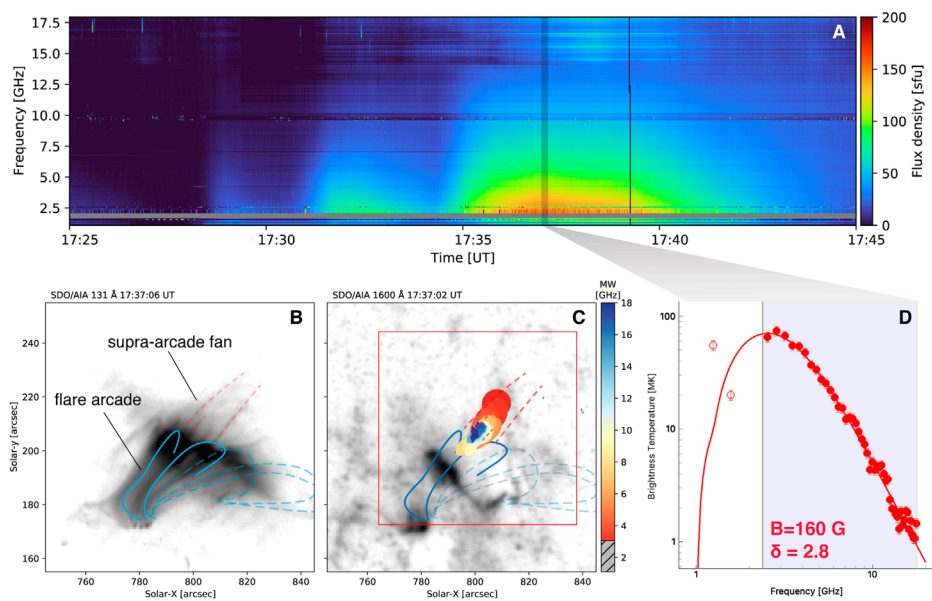 17.5
15.0
12.5
10.0
7.5
5.0
2.5
Frequency [GHz]
A
200
150
100
50
0
Flux density [sfu]
17:25
17:30
17:35
17:40
17:45
Time [UT]
SDO/AIA 131 Å 17:37:06 UT
B
supra-arcade fan
flare arcade
240
220
200
180
160
Solar-y [arcsec]
760
780
800
820
840
Solar-X [arcsec]
SDO/AIA 1600 Å 17:37:02 UT
C
760
780
800
820
840
Solar-X [arcsec]
MW
[GHz]
18
16
14
12
10
8
6
4
2
D
100
10
1
Brightness Temperature [MK]
B=160 G
δ = 2.8
1
10
Frequency [GHz]